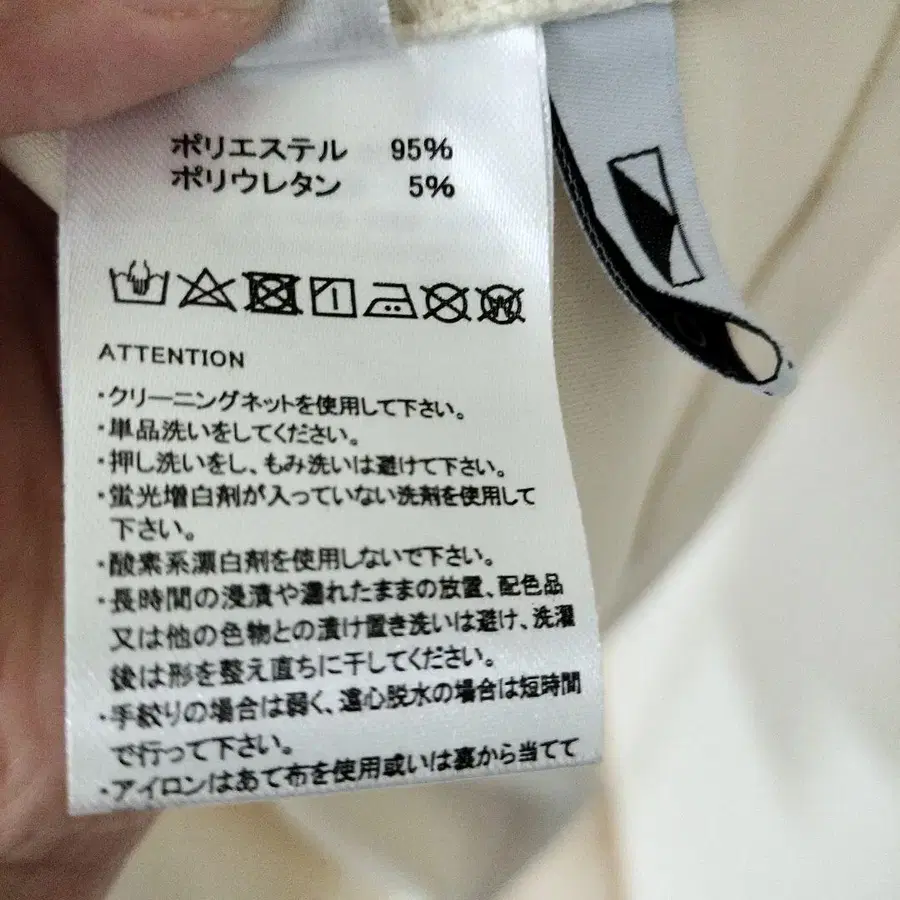 ポリエステル 95%
ポリウレタン 5%
ATTENTION
・クリーニングネットを使用して下さい。
・単品洗いをしてください。
・押し洗いをし、もみ洗いは避けて下さい。
・蛍光増白剤が入っていない洗剤を使用して
下さい。
・酸素系漂白剤を使用しないで下さい。
・長時間の浸漬や濡れたままの放置、配色品
又は他の色物との漬け置き洗いは避け、洗濯
後は形を整え直ちに干してください。
・手絞りの場合は弱く、遠心脱水の場合は短時間
で行って下さい。
・アイロンはあて布を使用或いは裏から当てて